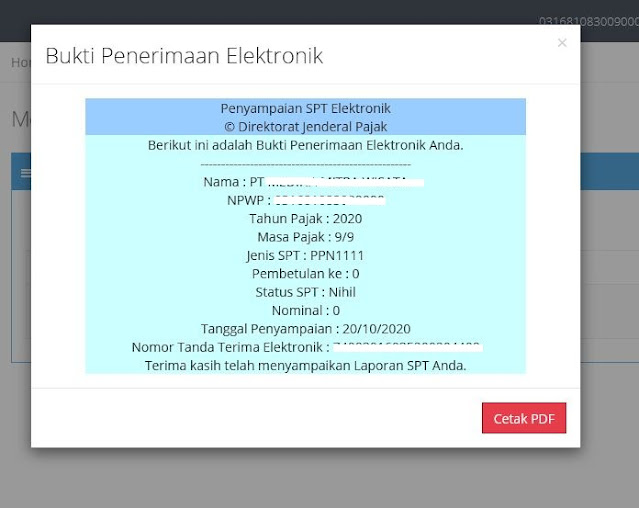 031681083009000
Bukti Penerimaan Elektronik
×
Penyampaian SPT Elektronik
© Direktorat Jenderal Pajak
Berikut ini adalah Bukti Penerimaan Elektronik Anda.
----------------------------------------------------
Nama : PT
NPWP :
Tahun Pajak : 2020
Masa Pajak : 9/9
Jenis SPT : PPN1111
Pembetulan ke : 0
Status SPT : Nihil
Nominal : 0
Tanggal Penyampaian : 20/10/2020
Nomor Tanda Terima Elektronik :
Terima kasih telah menyampaikan Laporan SPT Anda.
Cetak PDF